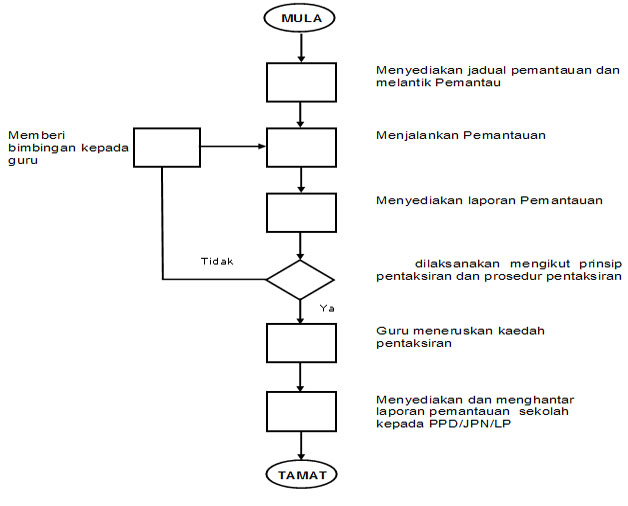 MULA
Menyediakan jadual pemantauan dan
melantik Pemantau
Memberi
bimbingan kepada
guru
Menjalankan Pemantauan
Menyediakan laporan Pemantauan
Tidak
dilaksanakan mengikut prinsip
pentaksiran dan prosedur pentaksiran
Ya
Guru meneruskan kaedah
pentaksiran
Menyediakan dan menghantar
laporan pemantauan sekolah
kepada PPD/JPN/LP
TAMAT